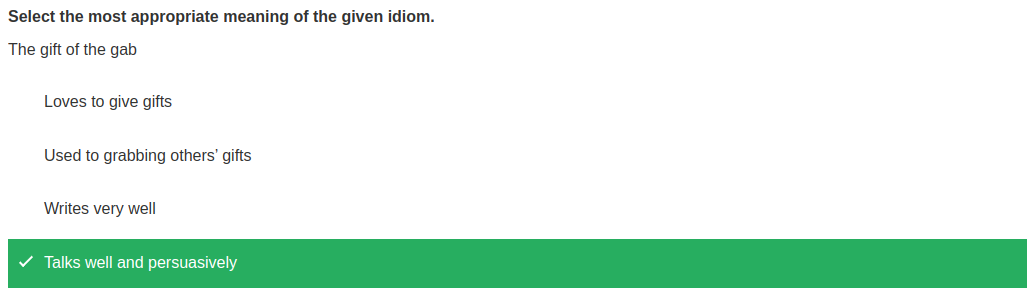 Select the most appropriate meaning of the given idiom.
The gift of the gab
Loves to give gifts
Used to grabbing others’ gifts
Writes very well
Talks well and persuasively